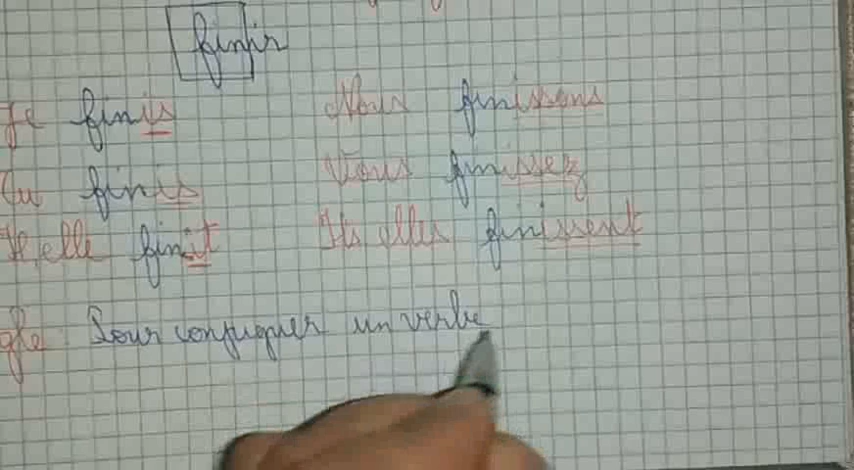 finir
Je finis Nous finissons
Tu finis Vous finissez
Il, elle finit Ils elles finissent
gle Pour conjuguer un verbe